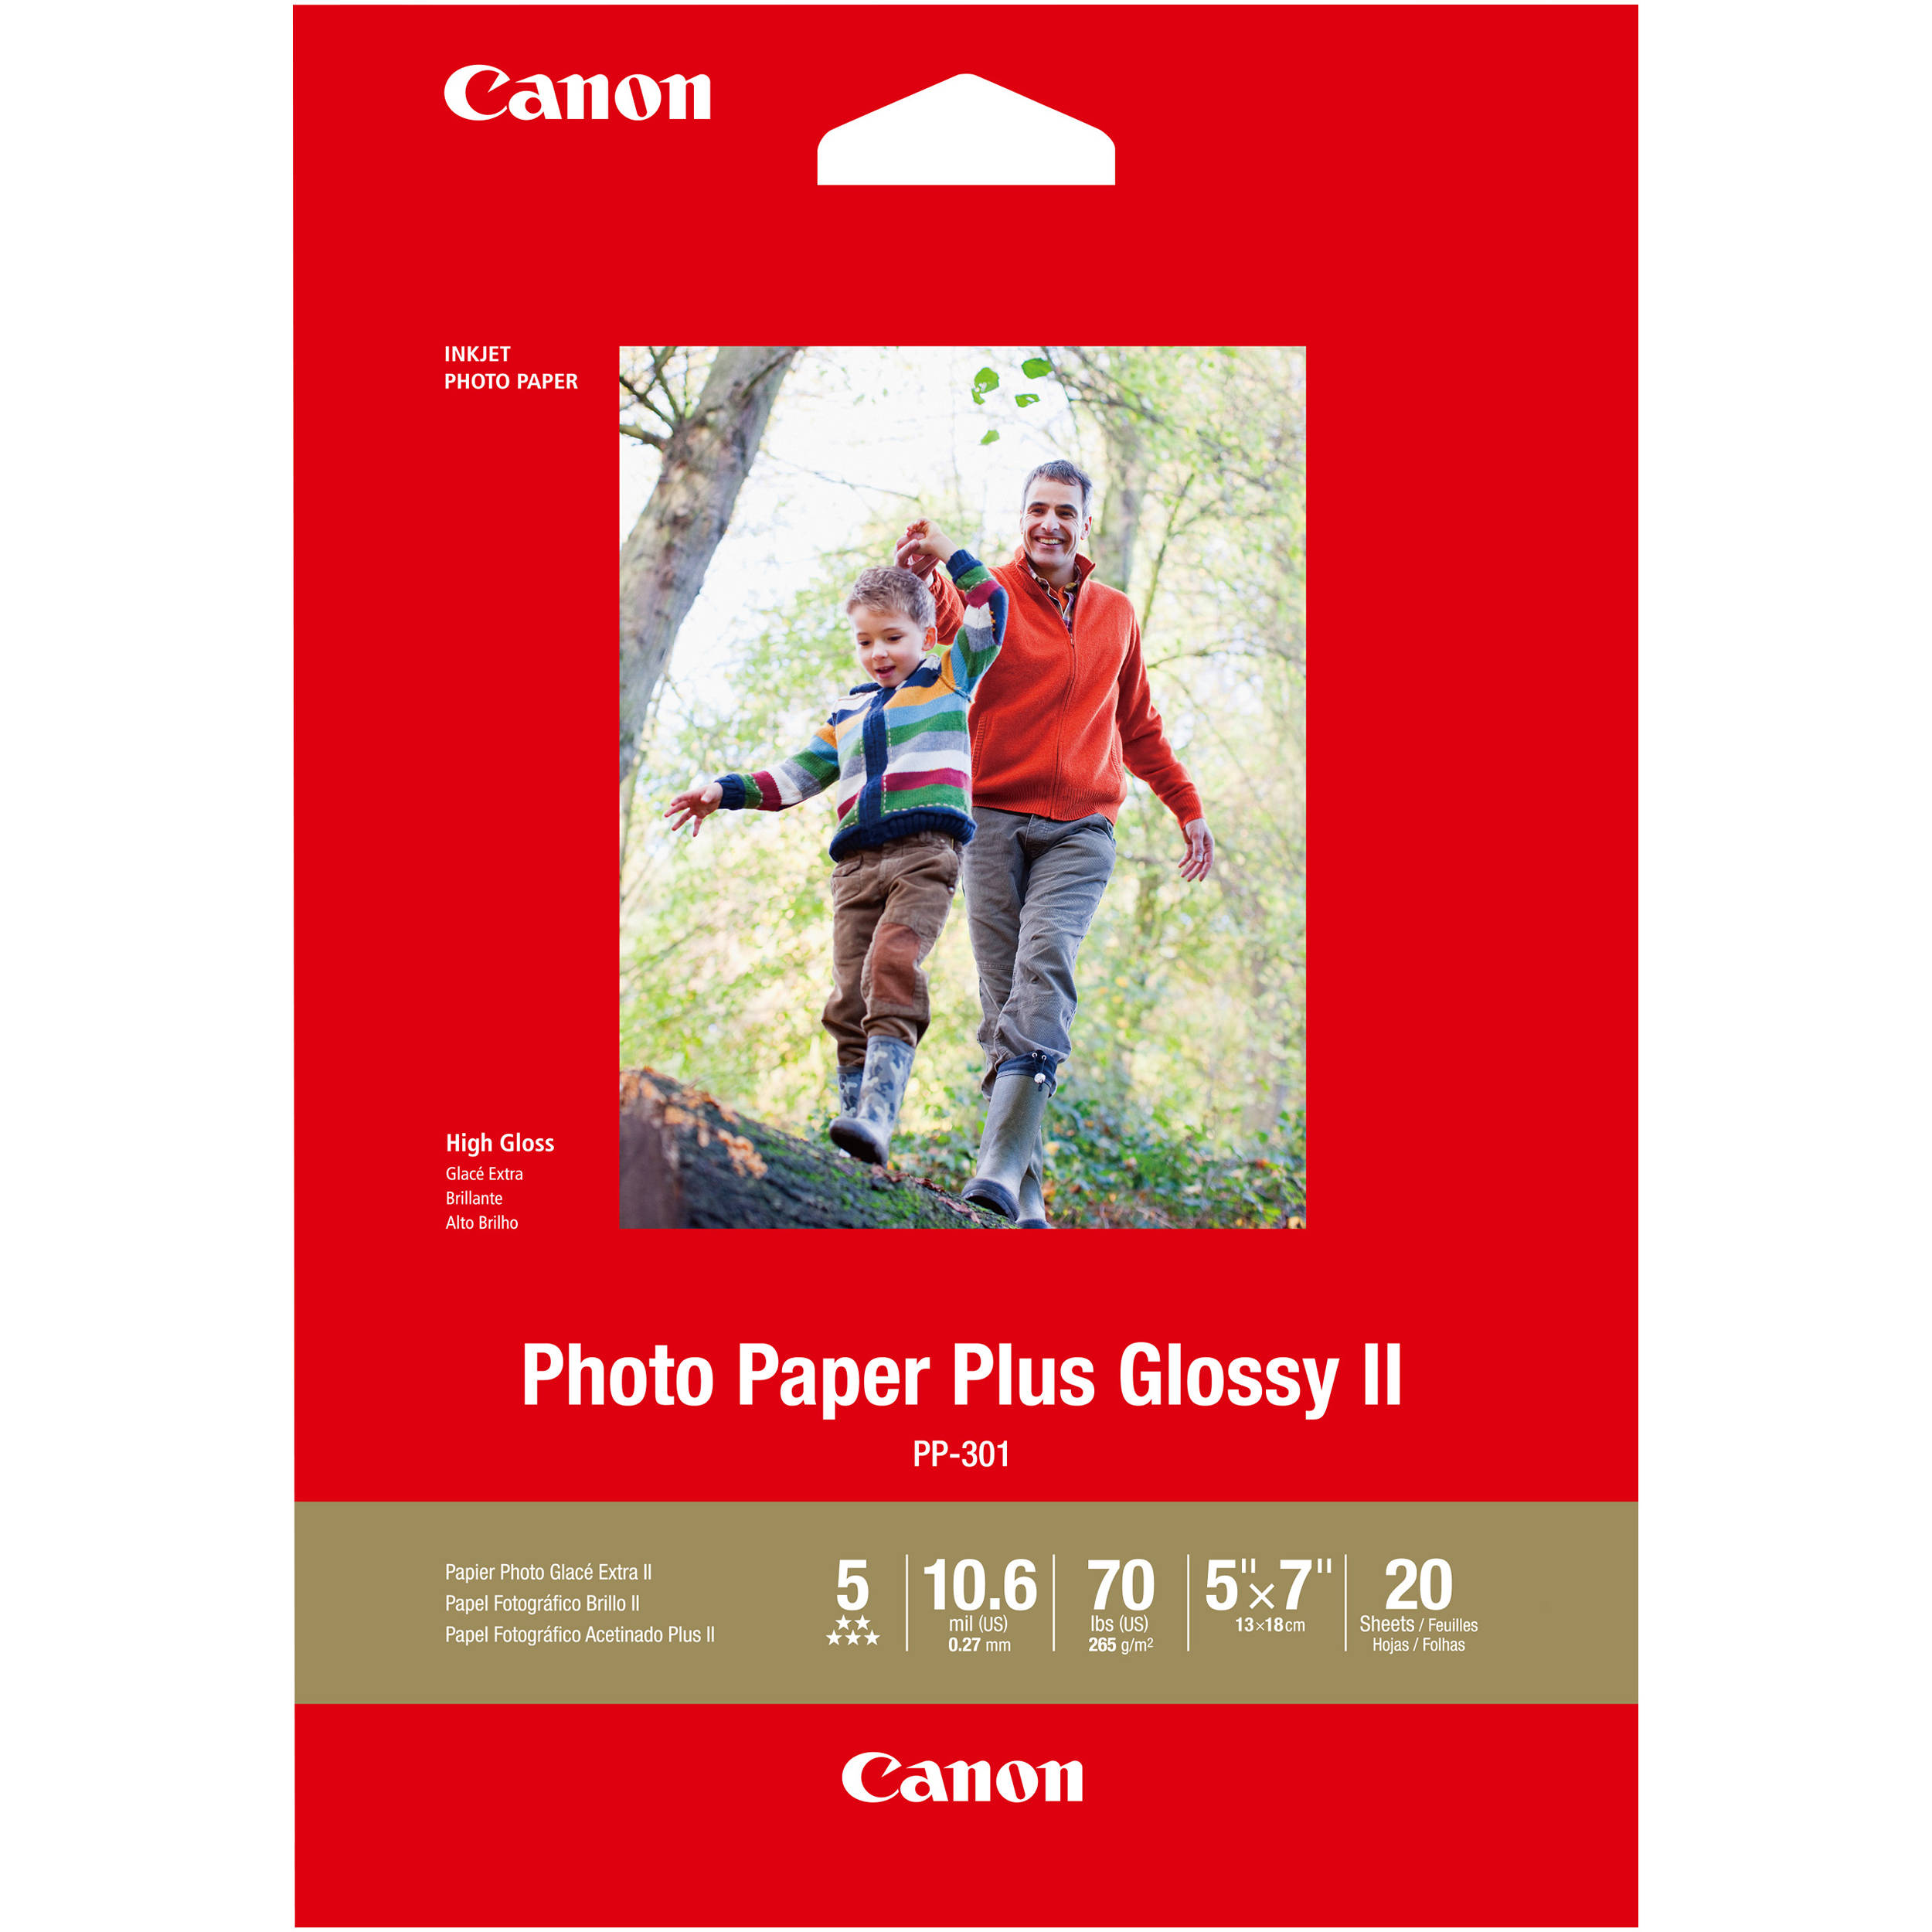 Canon
INKJET
PHOTO PAPER
High Gloss
Glacé Extra
Brillante
Alto Brilho
Photo Paper Plus Glossy II
PP-301
Papier Photo Glacé Extra II
Papel Fotográfico Brillo II
Papel Fotográfico Acetinado Plus II
5
10.6
mil (US)
0.27 mm
70
lbs (US)
265 g/m²
5"×7"
13×18cm
20
Sheets / Feuilles
Hojas / Folhas
Canon